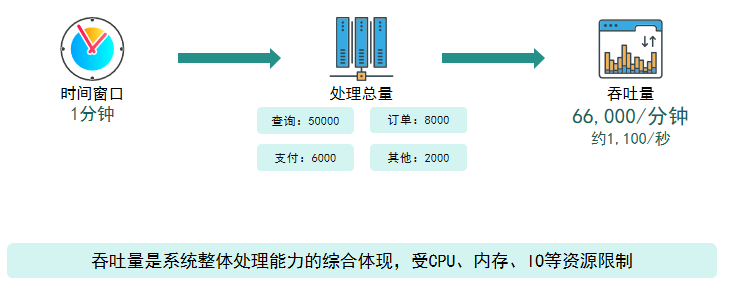 时间窗口
1分钟
处理总量
查询：50000
订单：8000
支付：6000
其他：2000
吞吐量
66,000/分钟
约1,100/秒
吞吐量是系统整体处理能力的综合体现，受CPU、内存、IO等资源限制